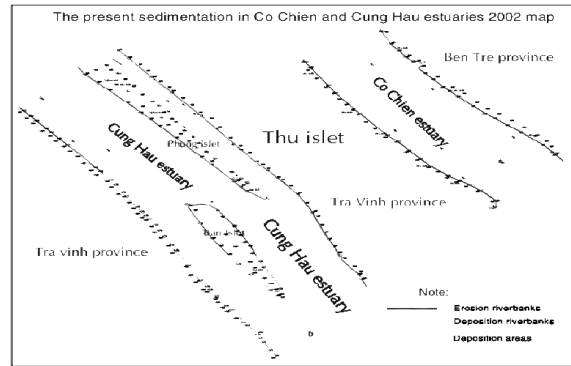 The present sedimentation in Co Chien and Cung Hau estuaries 2002 map
Ben Tre province
Co Chien estuary
Thu islet
Phung islet
Cung Hau estuary
Tra Vinh province
Tra vinh province
islet
Cung Hau estuary
Note:
Erosion riverbanks
Deposition riverbanks
Deposition areas